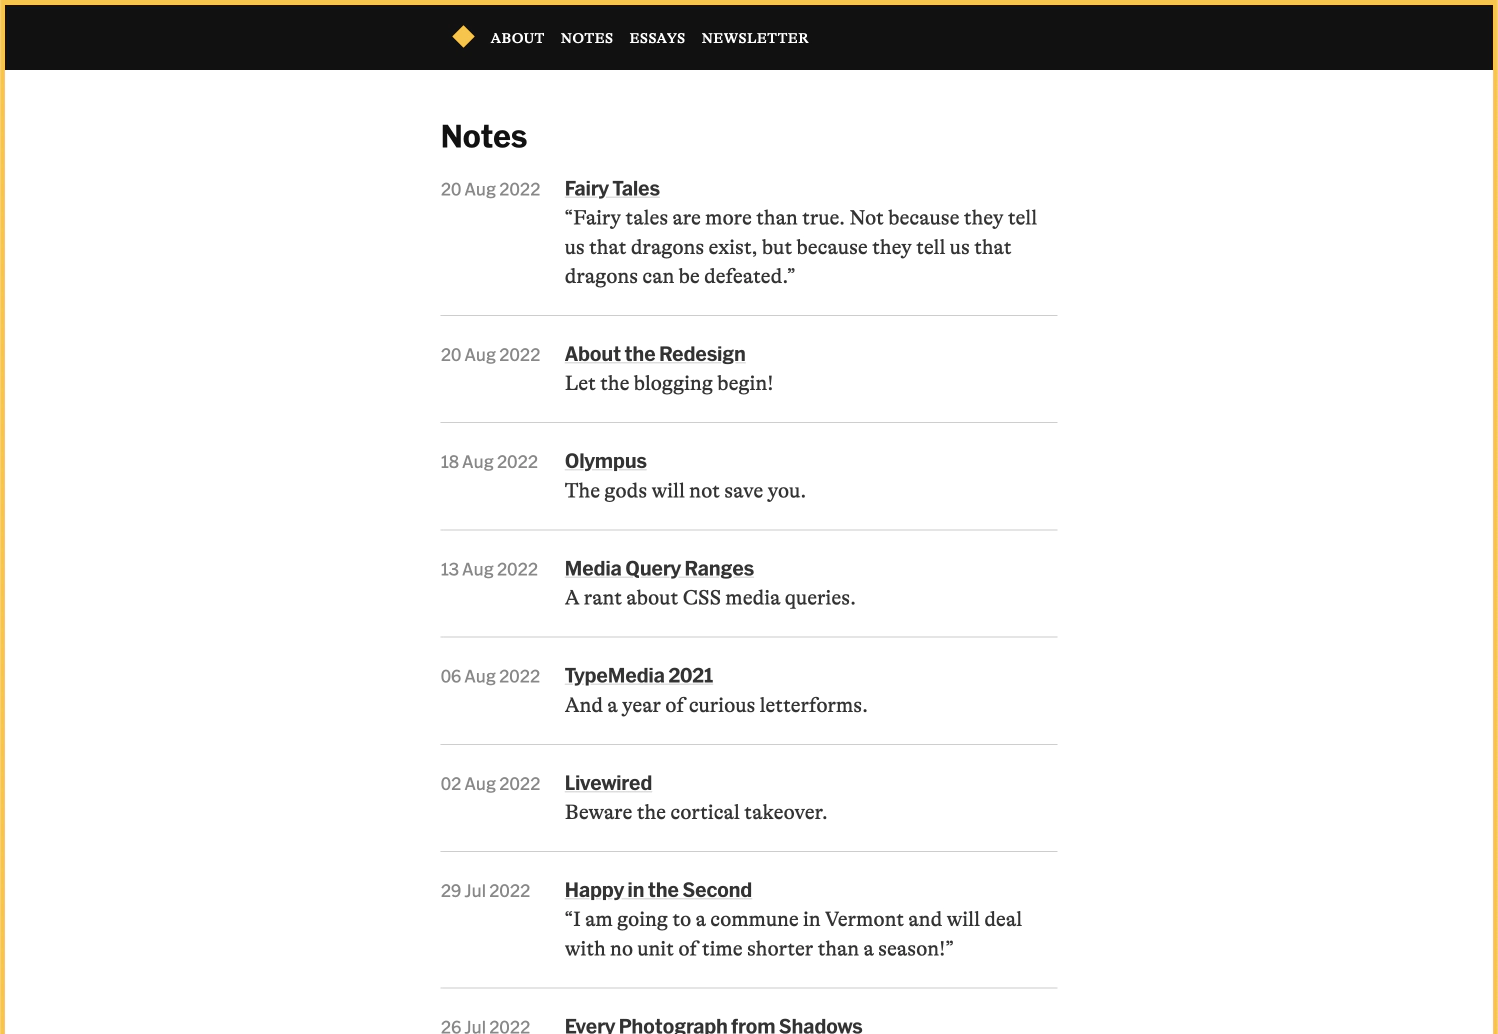 ABOUT NOTES ESSAYS NEWSLETTER
Notes
20 Aug 2022 Fairy Tales
“Fairy tales are more than true. Not because they tell
us that dragons exist, but because they tell us that
dragons can be defeated.”
20 Aug 2022 About the Redesign
Let the blogging begin!
18 Aug 2022 Olympus
The gods will not save you.
13 Aug 2022 Media Query Ranges
A rant about CSS media queries.
06 Aug 2022 TypeMedia 2021
And a year of curious letterforms.
02 Aug 2022 Livewired
Beware the cortical takeover.
29 Jul 2022 Happy in the Second
“I am going to a commune in Vermont and will deal
with no unit of time shorter than a season!”
26 Jul 2022 Every Photograph from Shadows